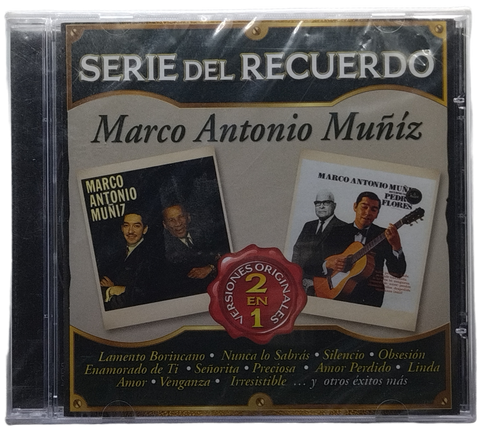 SERIE DEL RECUERDO
Marco Antonio Muñíz
MARCO
ANTONIO
MUÑIZ
MARCO ANTONIO MUÑIZ
PEDRO
FLORES
VERSIONES ORIGINALES
2
EN
1
Lamento Borincano • Nunca lo Sabrás • Silencio • Obsesión
Enamorado de Ti • Señorita • Preciosa • Amor Perdido • Linda
Amor • Venganza • Irresistible ... y otros éxitos más